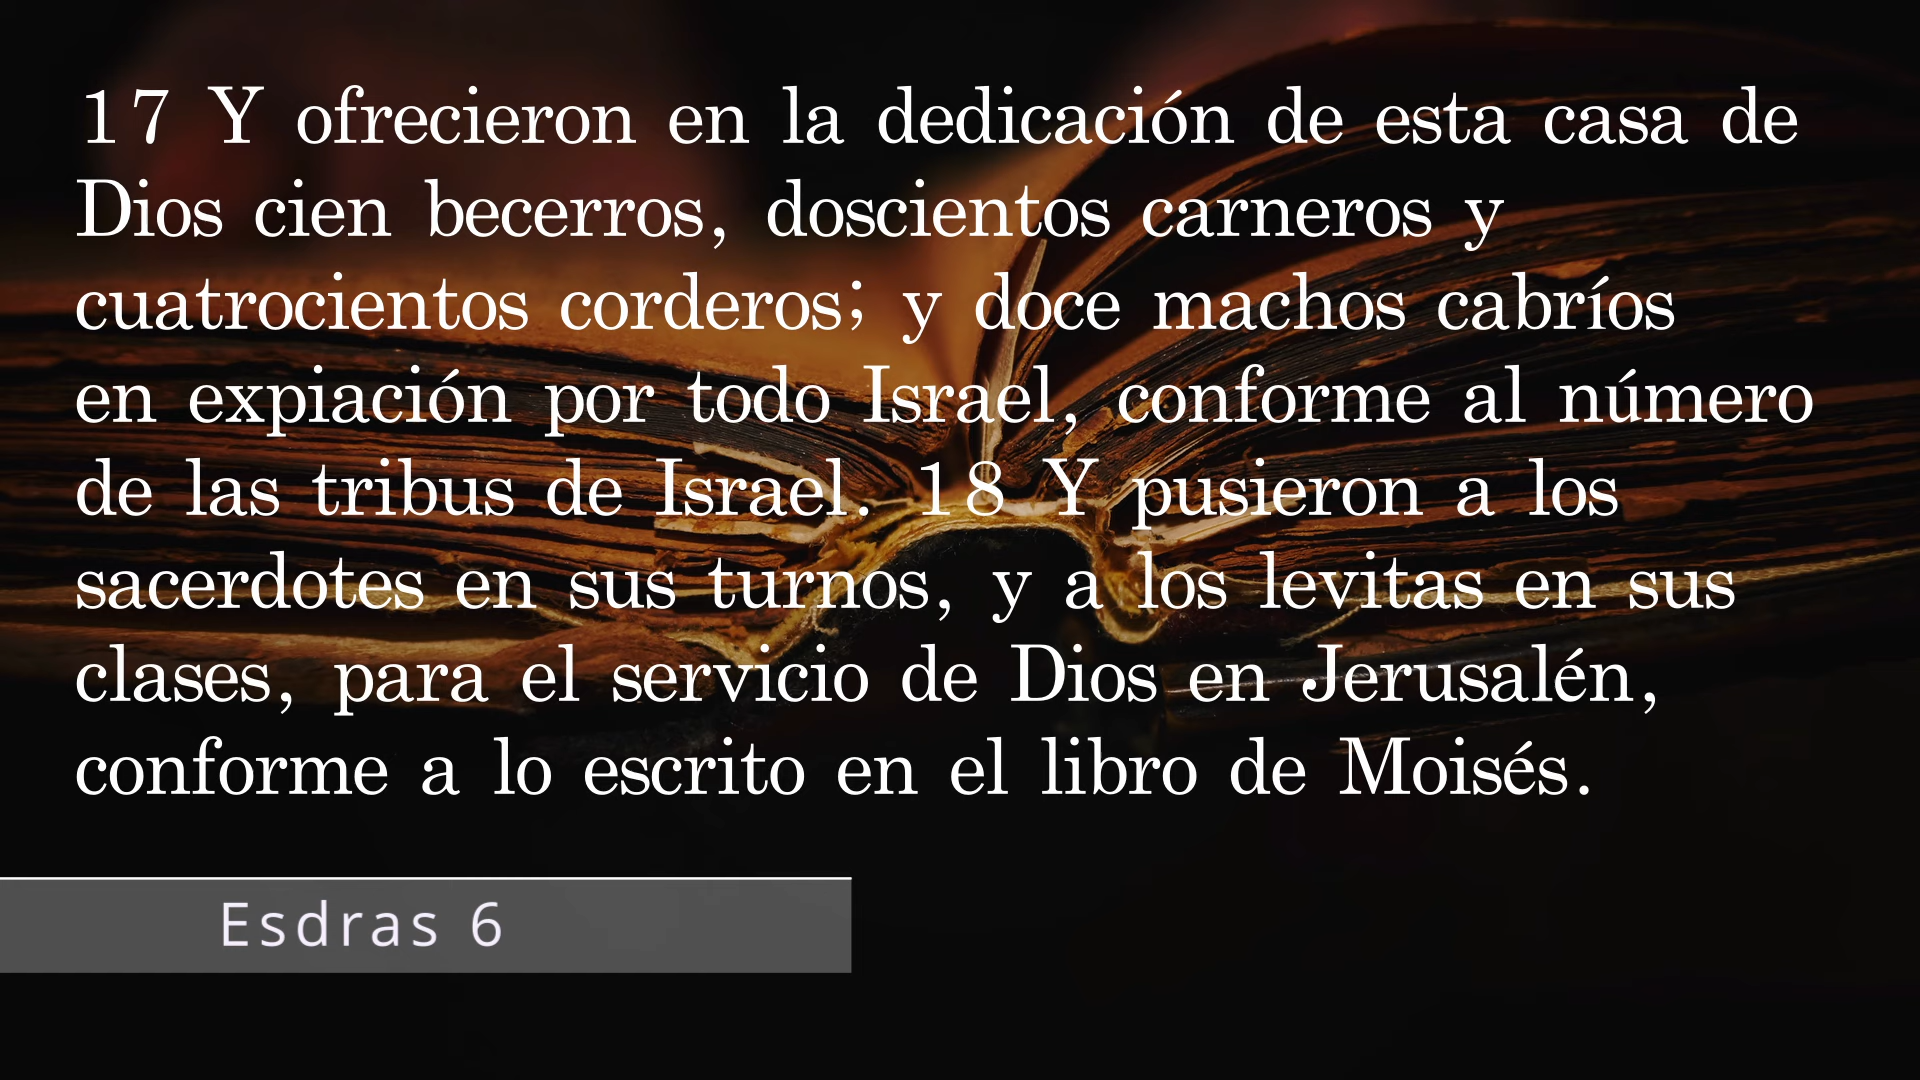 17 Y ofrecieron en la dedicación de esta casa de
Dios cien becerros, doscientos carneros y
cuatrocientos corderos; y doce machos cabríos
en expiación por todo Israel, conforme al número
de las tribus de Israel. 18 Y pusieron a los
sacerdotes en sus turnos, y a los levitas en sus
clases, para el servicio de Dios en Jerusalén,
conforme a lo escrito en el libro de Moisés.
Esdras 6